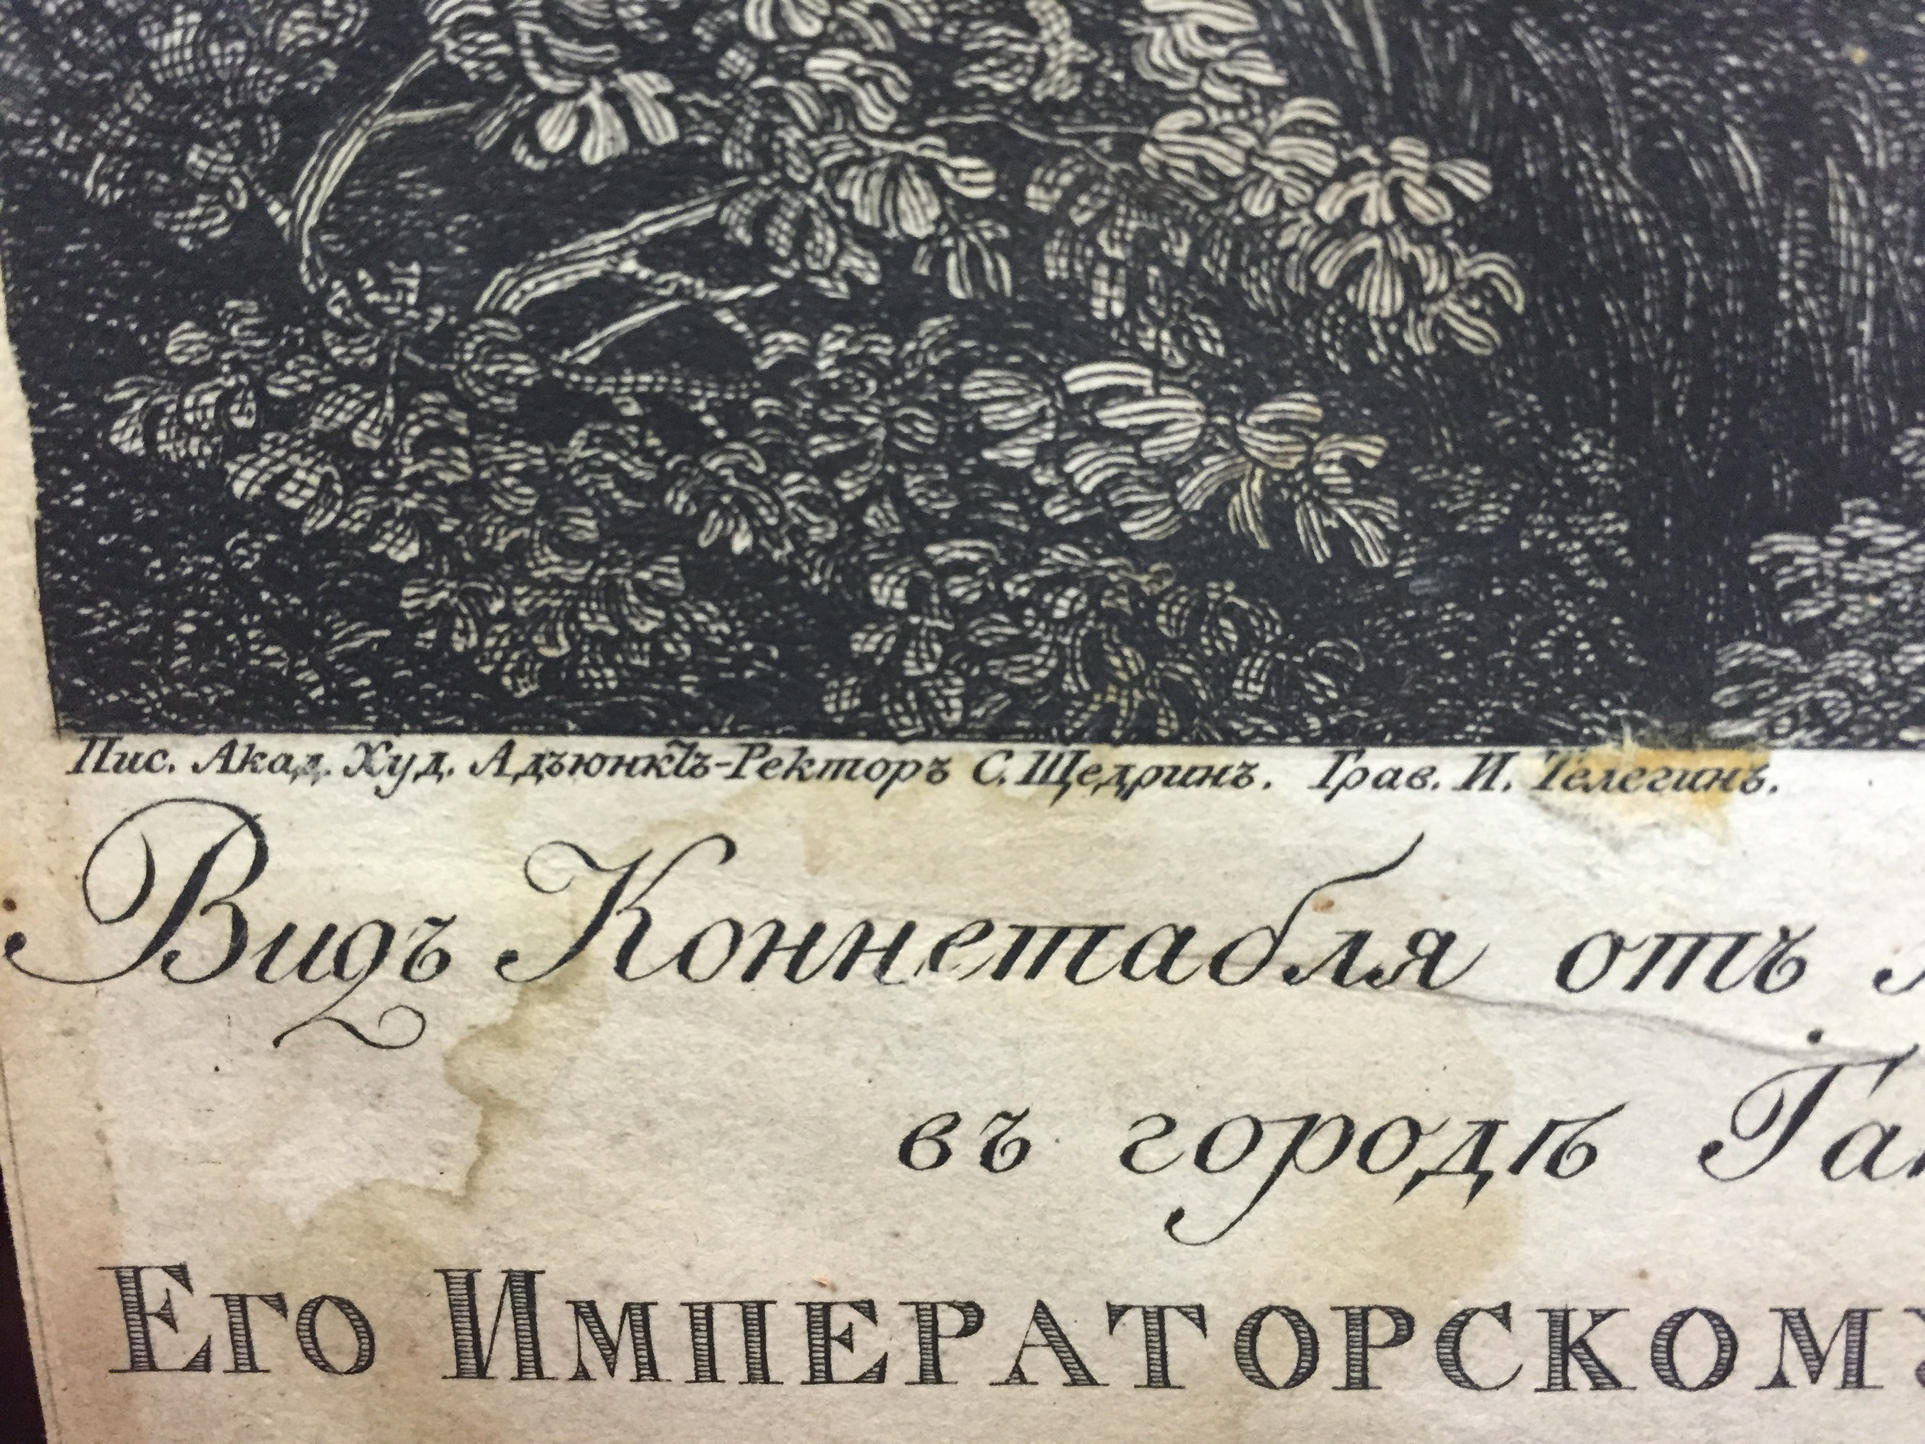 Пис. Акад. Худ. Адъюнктъ-Ректоръ С. Щедринъ. Грав. И. Телегинъ.
Видъ Коннетабля отъ
въ городѣ
Его Императорскому